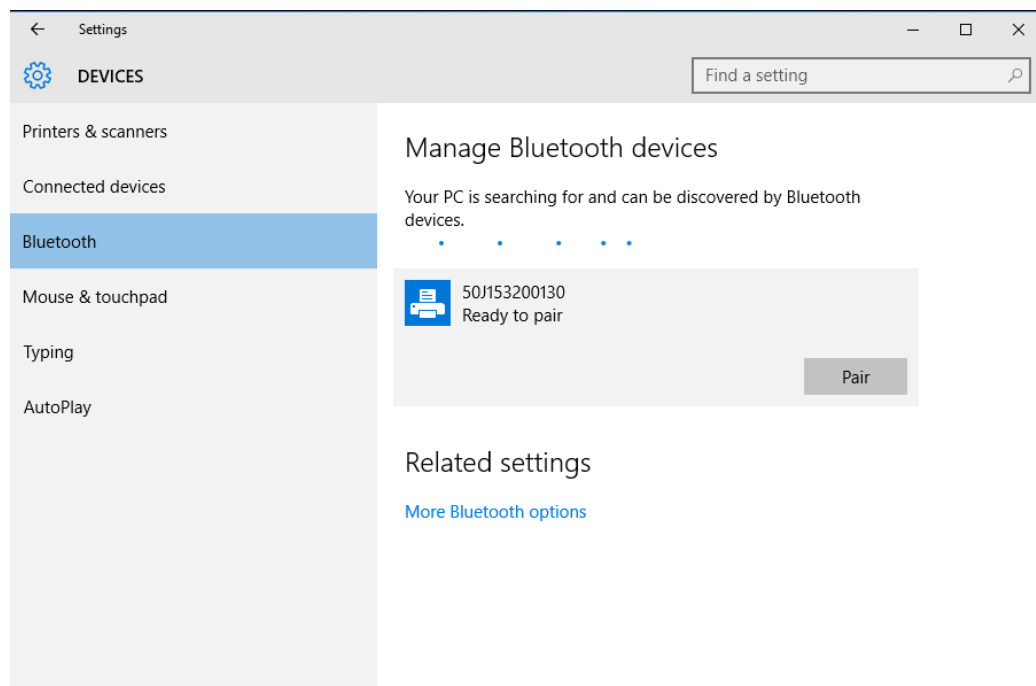 Settings
DEVICES
Find a setting
Printers & scanners
Connected devices
Bluetooth
Mouse & touchpad
Typing
AutoPlay
Manage Bluetooth devices
Your PC is searching for and can be discovered by Bluetooth
devices.
50J153200130
Ready to pair
Pair
Related settings
More Bluetooth options